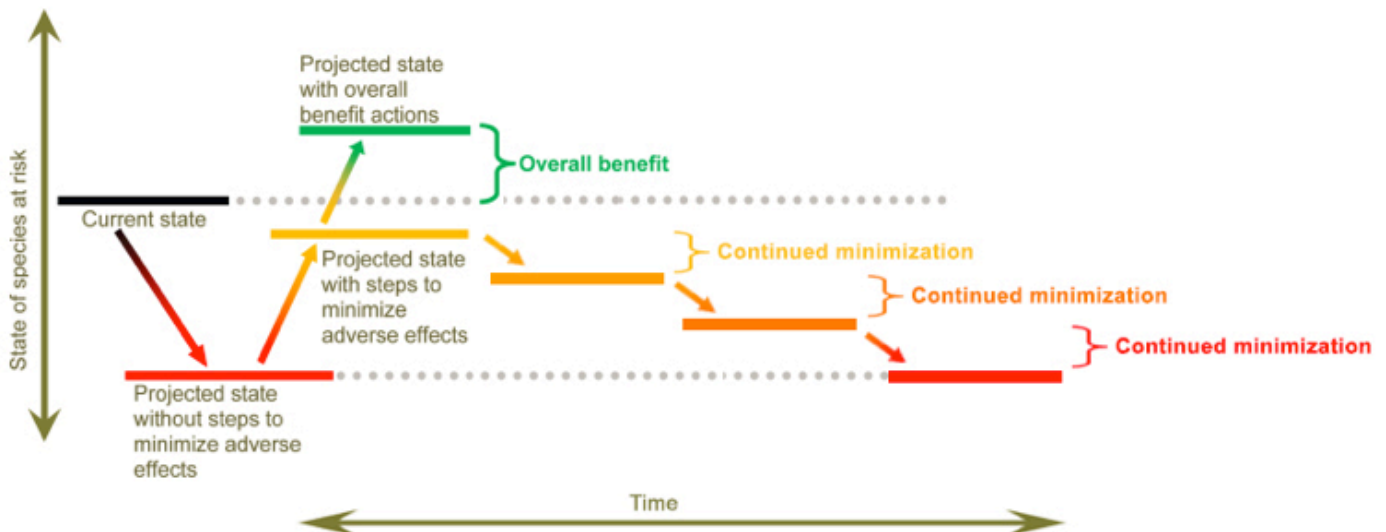 Projected state
with overall
benefit actions
Overall benefit
Current state
Projected state
with steps to
minimize
adverse effects
Continued minimization
Continued minimization
Continued minimization
Projected state
without steps to
minimize adverse
effects
State of species at risk
Time